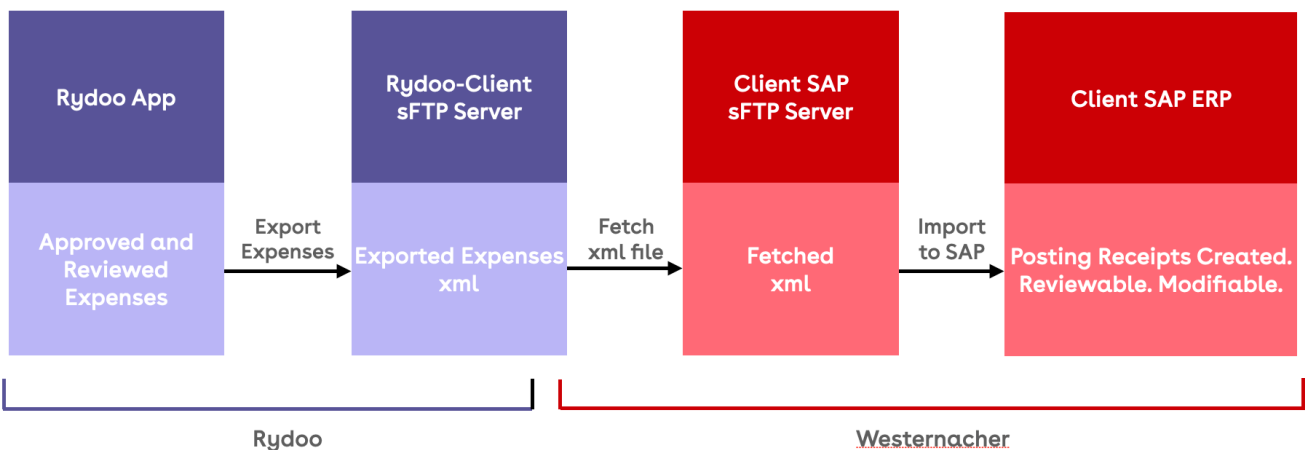 Rydoo App
Rydoo-Client
sFTP Server
Client SAP
sFTP Server
Client SAP ERP
Approved and
Reviewed
Expenses
Export
Expenses
Exported Expenses
xml
Fetch
xml file
Fetched
xml
Import
to SAP
Posting Receipts Created.
Reviewable. Modifiable.
Rydoo
Westernacher